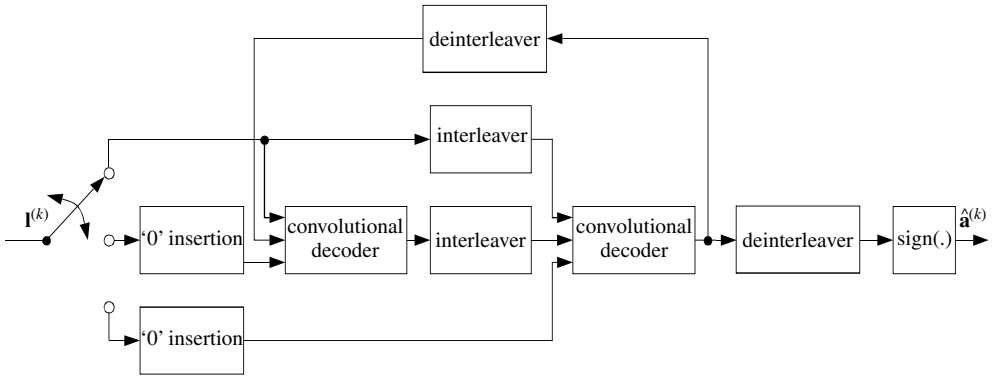 deinterleaver
interleaver
l^(k)
‘0’ insertion
convolutional
decoder
interleaver
convolutional
decoder
deinterleaver
sign(.)
â^(k)
‘0’ insertion